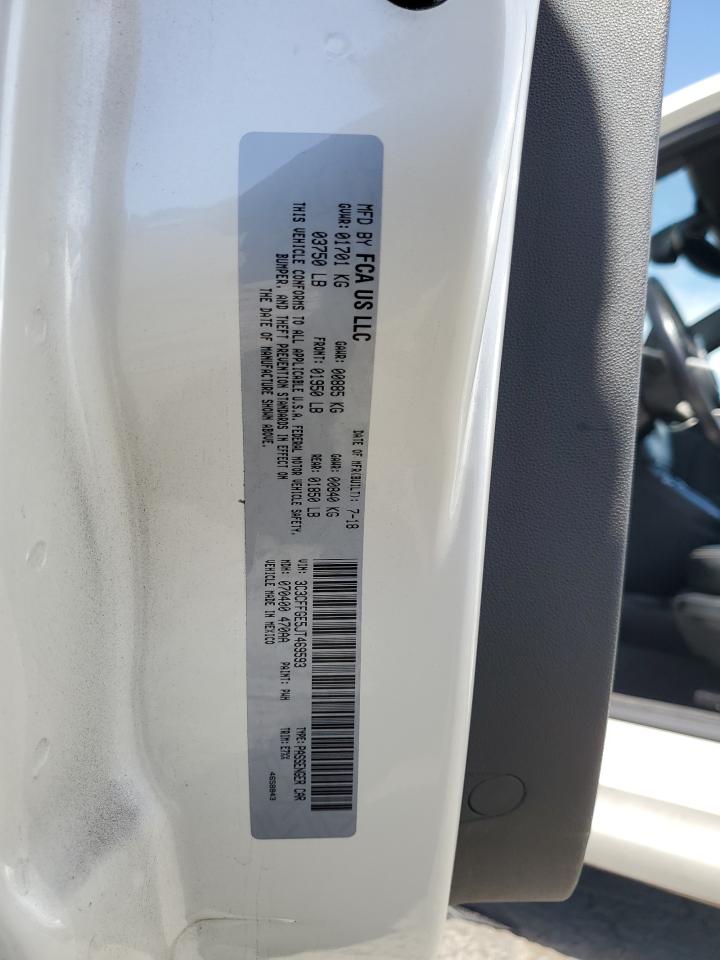 MFD BY FCA US LLC
DATE OF MFR(BUILT): 7-18
GVWR: 01701 KG
GAWR: 00885 KG
GAWR: 00840 KG
03750 LB
FRONT: 01950 LB
REAR: 01850 LB
THIS VEHICLE CONFORMS TO ALL APPLICABLE U.S.A. FEDERAL MOTOR VEHICLE SAFETY,
BUMPER, AND THEFT PREVENTION STANDARDS IN EFFECT ON
THE DATE OF MANUFACTURE SHOWN ABOVE.
VIN: 3C3CFFGE5JT469593
TYPE: PASSENGER CAR
MDH: 070400 470AA
PAINT: PWH
TRIM: E7XX
VEHICLE MADE IN MEXICO
4658843